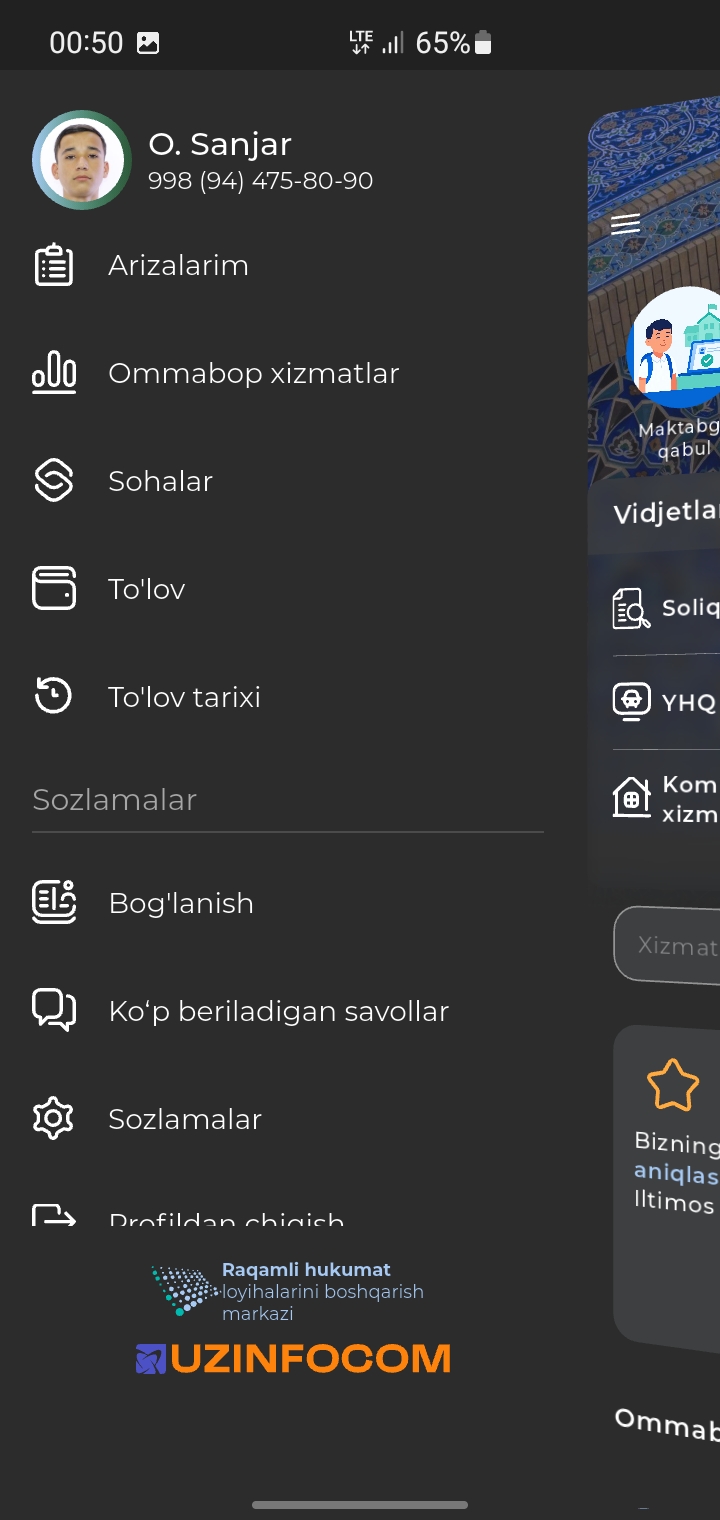 00:50
LTE
65%
O. Sanjar
998 (94) 475-80-90
Arizalarim
Ommabop xizmatlar
Sohalar
To'lov
To'lov tarixi
Sozlamalar
Bog'lanish
Ko‘p beriladigan savollar
Sozlamalar
Profildan chiqish
Raqamli hukumat
loyihalarini boshqarish
markazi
UZINFOCOM
Maktabg
qabul
Vidjetlar
Soliq
YHQ
Kom
xizm
Xizmat
Bizning
aniqlas
Iltimos
Ommab